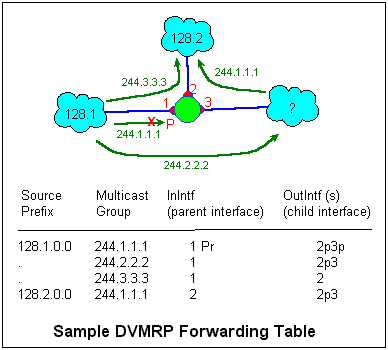 128.2
244.3.3.3
244.1.1.1
2
1
3
128.1
?
x
P
244.1.1.1
244.2.2.2
Source Multicast InIntf OutIntf (s)
Prefix Group (parent interface) (child interface)
128.1.0.0 244.1.1.1 1 Pr 2p3p
. 244.2.2.2 1 2p3
. 244.3.3.3 1 2
128.2.0.0 244.1.1.1 2 2p3
Sample DVMRP Forwarding Table